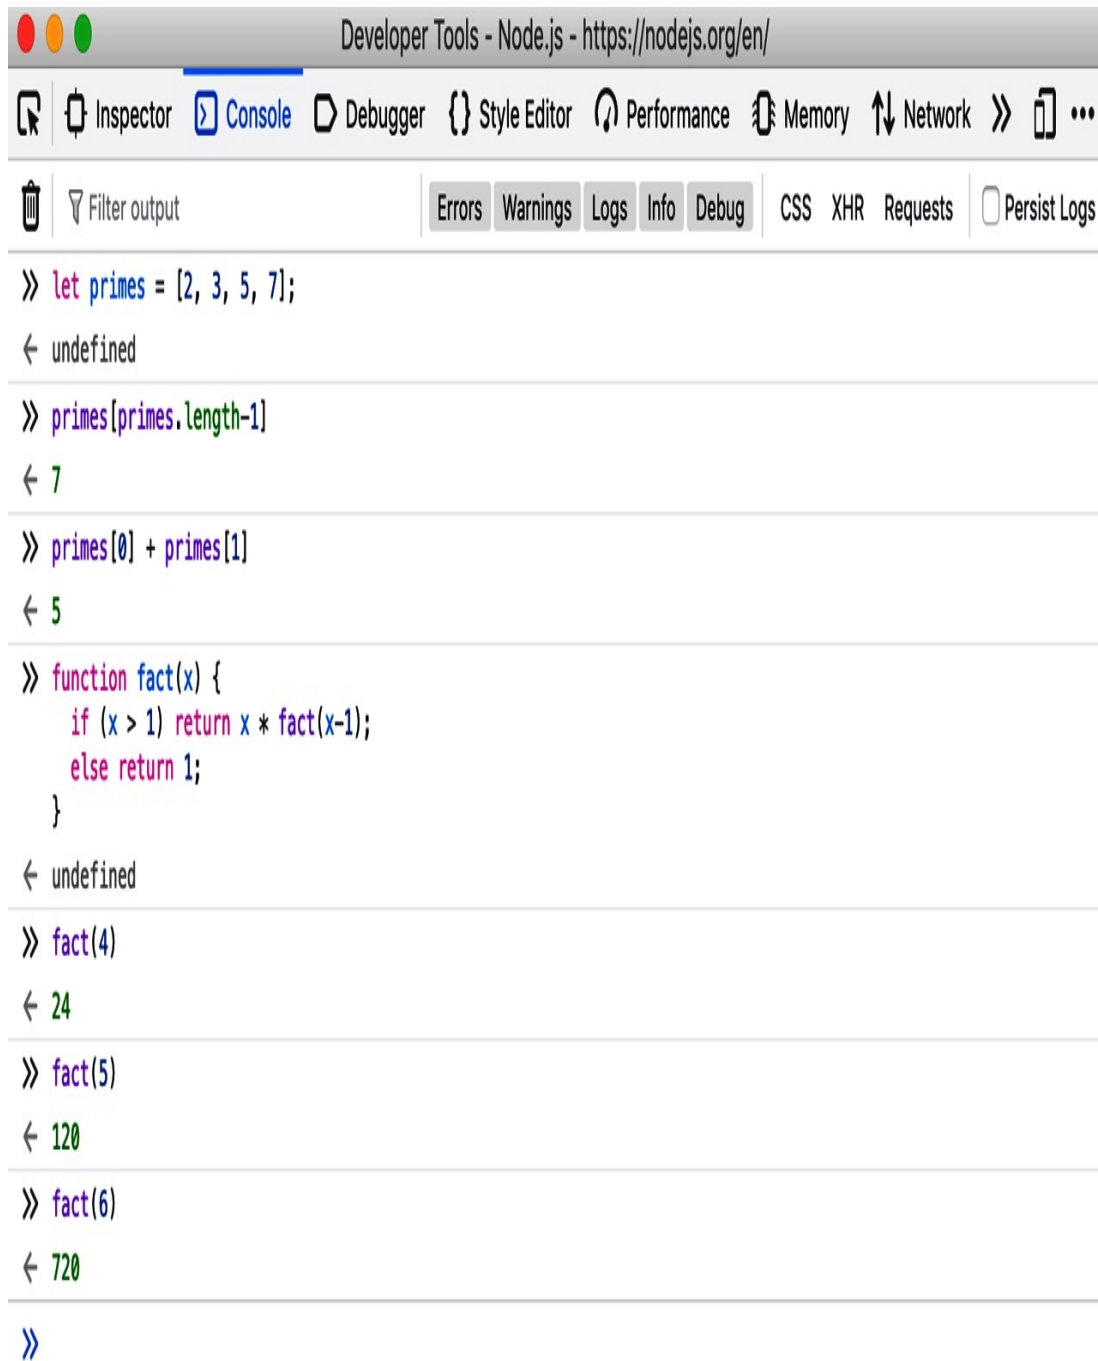 Developer Tools - Node.js - https://nodejs.org/en/
Inspector Console Debugger {} Style Editor Performance Memory Network » •••
Filter output Errors Warnings Logs Info Debug CSS XHR Requests Persist Logs
» let primes = [2, 3, 5, 7];
← undefined
» primes[primes.length-1]
← 7
» primes[0] + primes[1]
← 5
» function fact(x) {
if (x > 1) return x * fact(x-1);
else return 1;
}
← undefined
» fact(4)
← 24
» fact(5)
← 120
» fact(6)
← 720
»